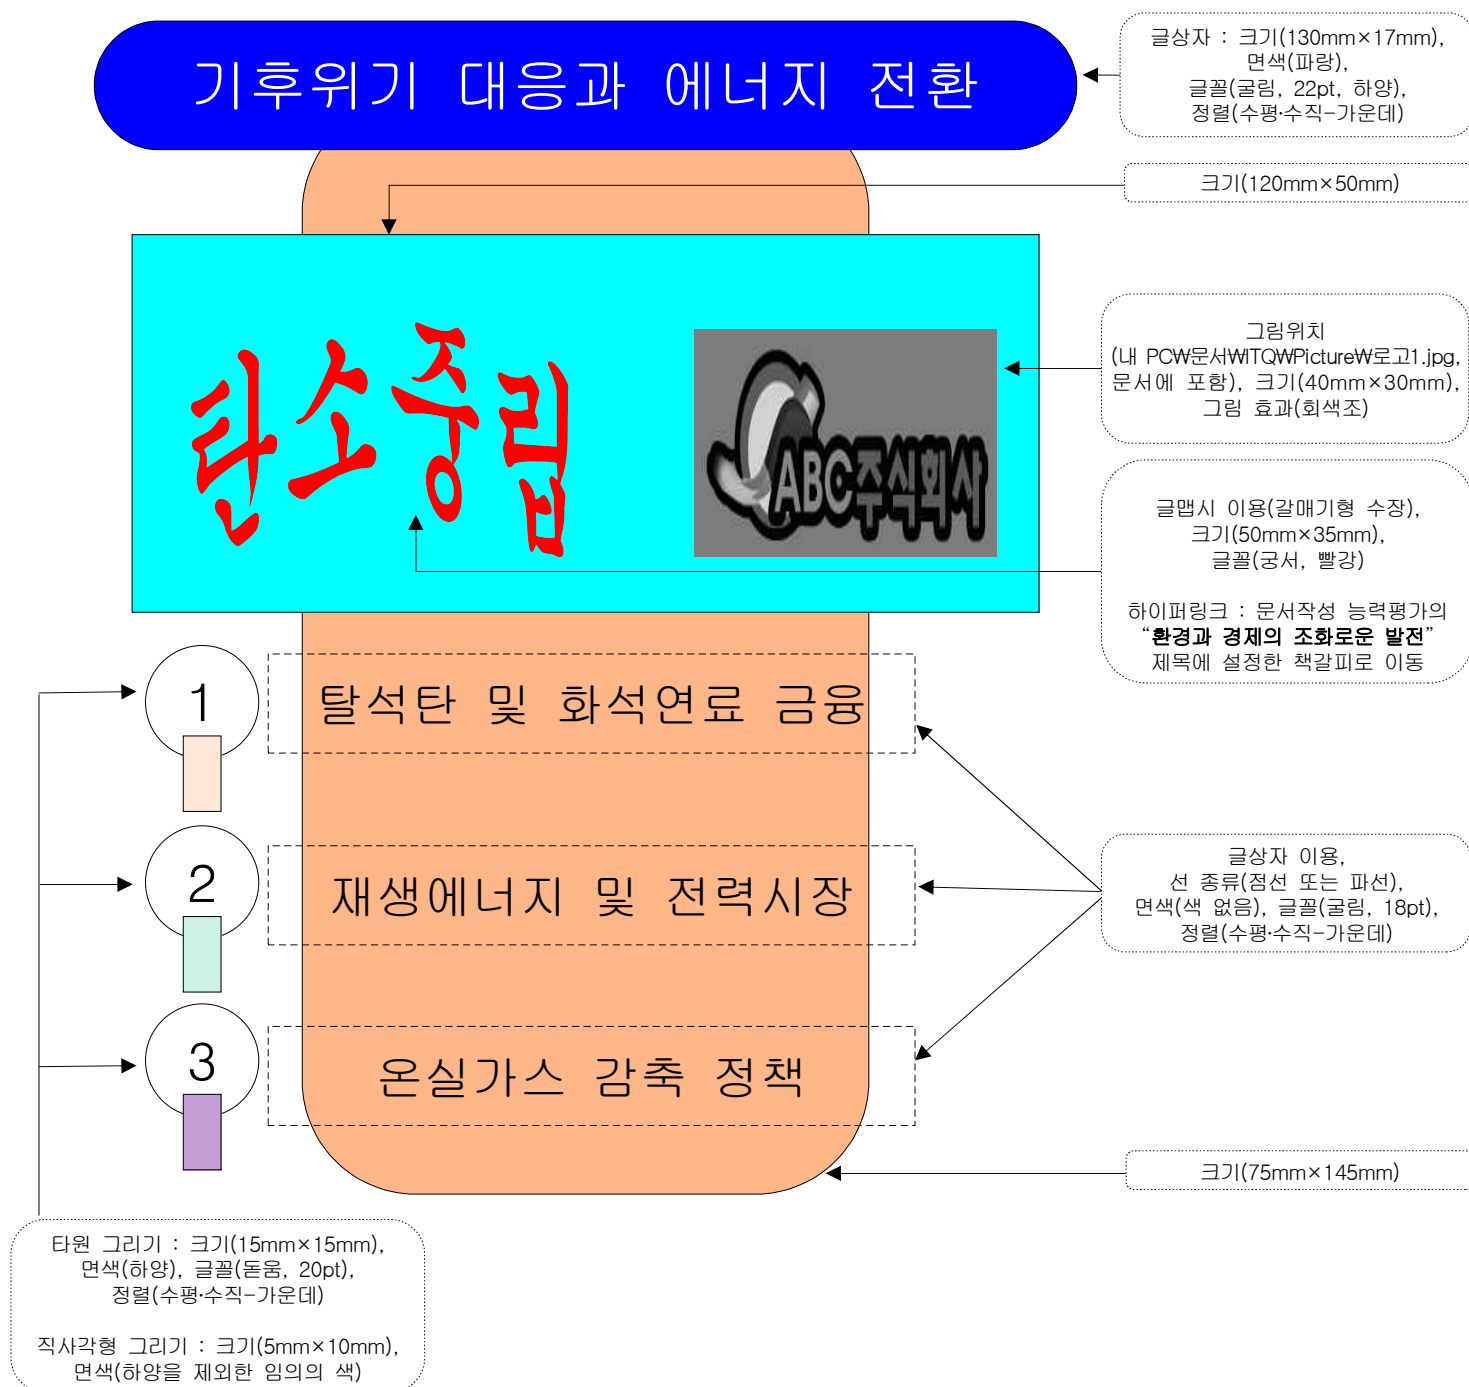 기후위기 대응과 에너지 전환
글상자 : 크기(130mm×17mm),
면색(파랑),
글꼴(굴림, 22pt, 하양),
정렬(수평·수직-가운데)
크기(120mm×50mm)
탄소중립
ABC주식회사
그림위치
(내 PC₩문서₩ITQ₩Picture₩로고1.jpg,
문서에 포함), 크기(40mm×30mm),
그림 효과(회색조)
글맵시 이용(갈매기형 수장),
크기(50mm×35mm),
글꼴(궁서, 빨강)
하이퍼링크 : 문서작성 능력평가의
“환경과 경제의 조화로운 발전”
제목에 설정한 책갈피로 이동
1
탈석탄 및 화석연료 금융
2
재생에너지 및 전력시장
글상자 이용,
선 종류(점선 또는 파선),
면색(색 없음), 글꼴(굴림, 18pt),
정렬(수평·수직-가운데)
3
온실가스 감축 정책
크기(75mm×145mm)
타원 그리기 : 크기(15mm×15mm),
면색(하양), 글꼴(돋움, 20pt),
정렬(수평·수직-가운데)
직사각형 그리기 : 크기(5mm×10mm),
면색(하양을 제외한 임의의 색)